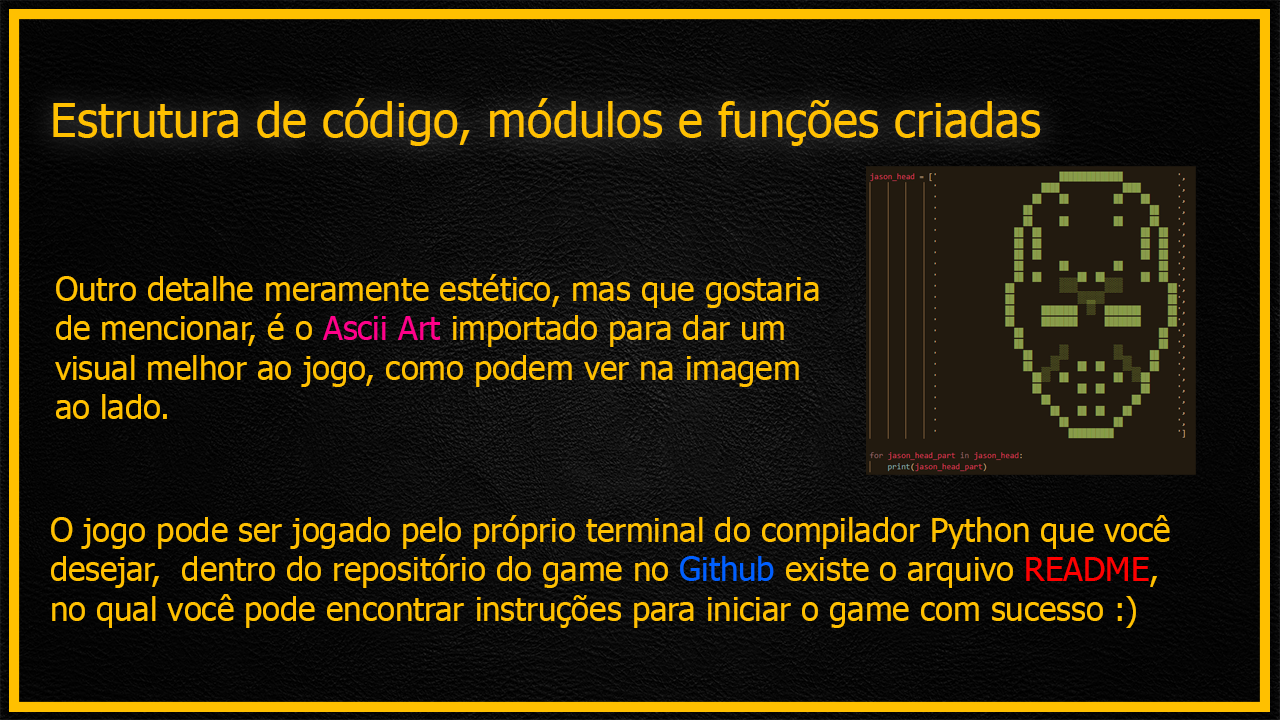 Estrutura de código, módulos e funções criadas
jason_head = ['
Outro detalhe meramente estético, mas que gostaria
de mencionar, é o Ascii Art importado para dar um
visual melhor ao jogo, como podem ver na imagem
ao lado.
for jason_head_part in jason_head:
print(jason_head_part)
O jogo pode ser jogado pelo próprio terminal do compilador Python que você
desejar,  dentro do repositório do game no Github existe o arquivo README,
no qual você pode encontrar instruções para iniciar o game com sucesso :)